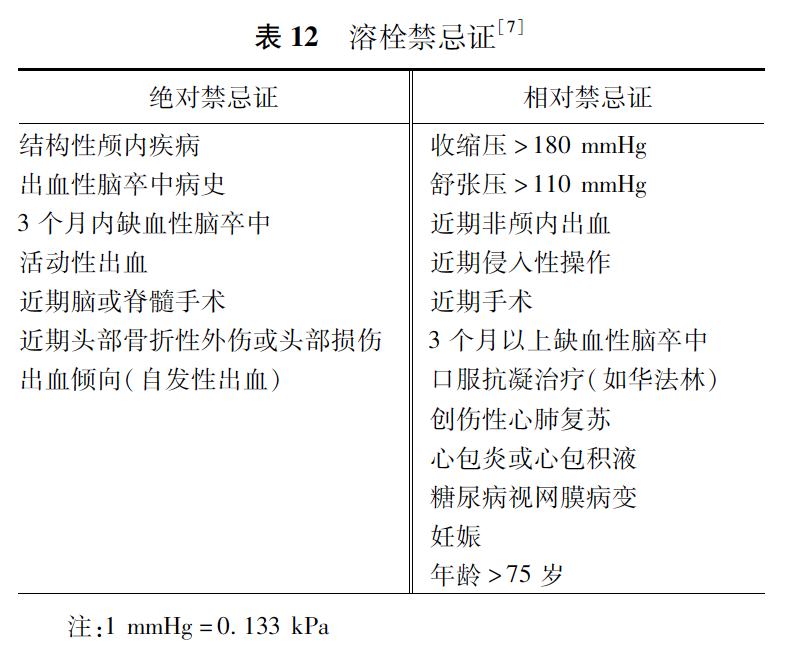 表 12 溶栓禁忌证[7]
绝对禁忌证
结构性颅内疾病
出血性脑卒中病史
3 个月内缺血性脑卒中
活动性出血
近期脑或脊髓手术
近期头部骨折性外伤或头部损伤
出血倾向(自发性出血)
相对禁忌证
收缩压>180 mmHg
舒张压>110 mmHg
近期非颅内出血
近期侵入性操作
近期手术
3 个月以上缺血性脑卒中
口服抗凝治疗(如华法林)
创伤性心肺复苏
心包炎或心包积液
糖尿病视网膜病变
妊娠
年龄>75 岁
注:1 mmHg=0. 133 kPa